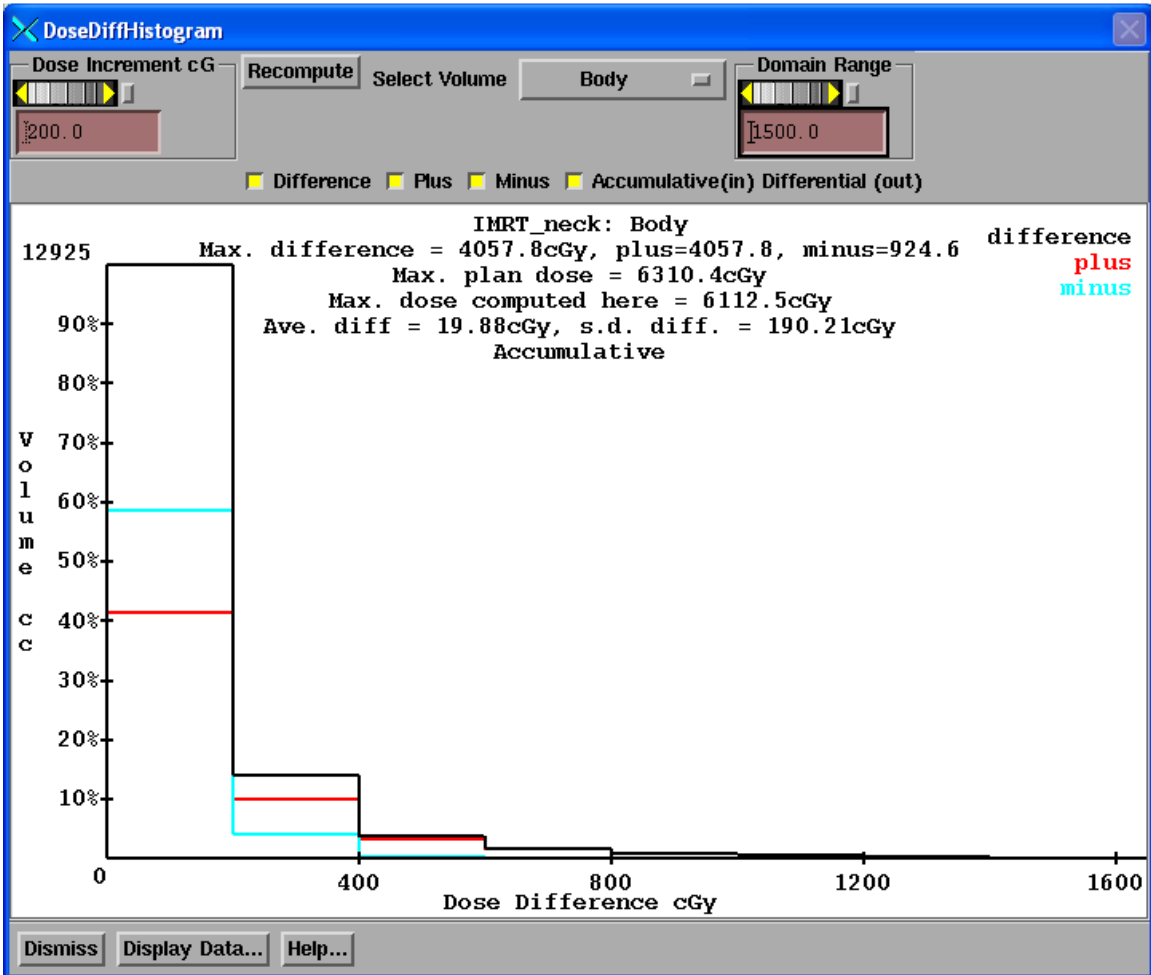 DoseDiffHistogram
Dose Increment cG
Recompute
Select Volume
Body
Domain Range
200.0
1500.0
Difference Plus Minus Accumulative(in) Differential (out)
IMRT_neck: Body
Max. difference = 4057.8cGy, plus=4057.8, minus=924.6
Max. plan dose = 6310.4cGy
Max. dose computed here = 6112.5cGy
Ave. diff = 19.88cGy, s.d. diff. = 190.21cGy
Accumulative
difference
plus
minus
12925
90%
80%
70%
60%
50%
40%
30%
20%
10%
Volume cc
0 400 800 1200 1600
Dose Difference cGy
Dismiss Display Data... Help...